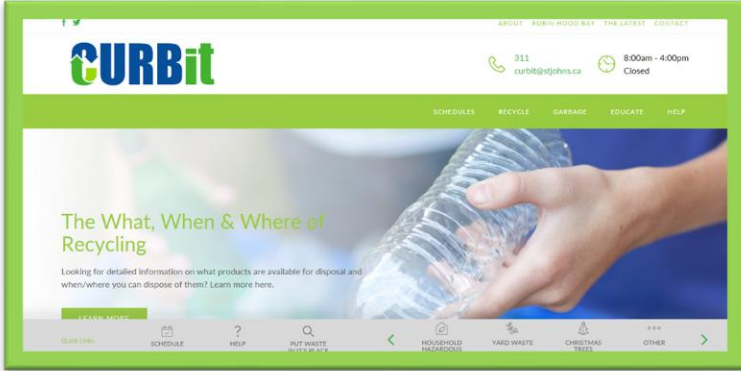 ABOUT ROBIN HOOD BAY THE LATEST CONTACT
CURBit
311
curbit@stjohns.ca
8:00am - 4:00pm
Closed
SCHEDULES RECYCLE GARBAGE EDUCATE HELP
The What, When & Where of
Recycling
Looking for detailed information on what products are available for disposal and
when/where you can dispose of them? Learn more here.
LEARN MORE
Quick Links
SCHEDULE
HELP
PUT WASTE
HOUSEHOLD
HAZARDOUS
YARD WASTE
CHRISTMAS
TREES
OTHER